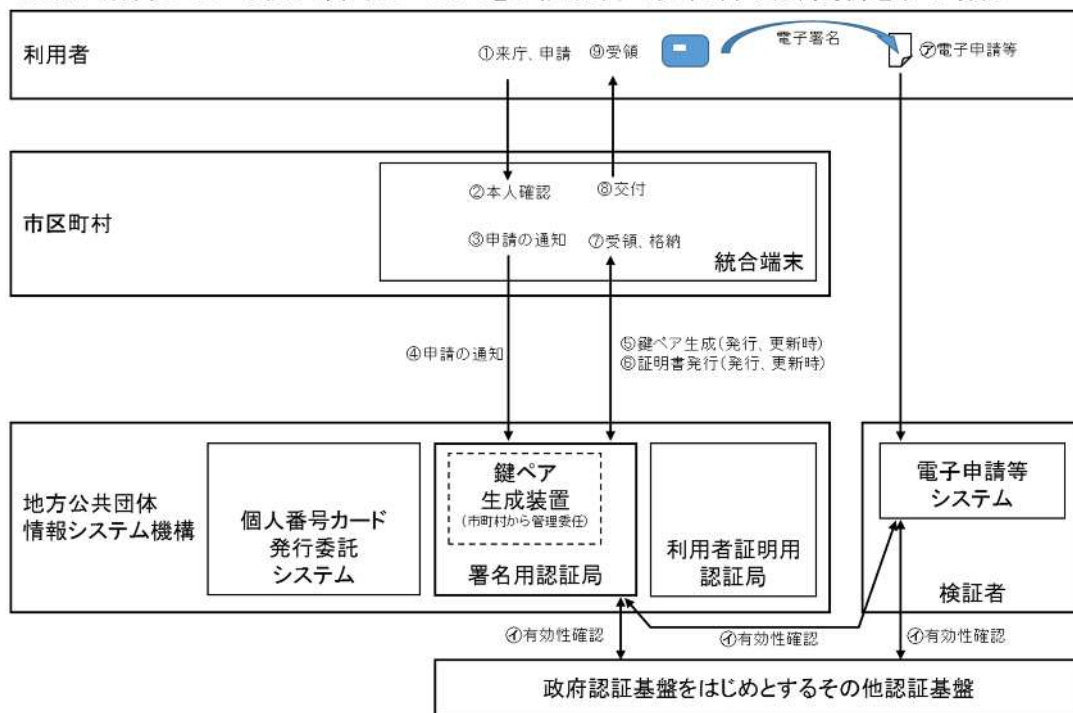 利用者
①来庁、申請
⑨受領
電子署名
㋐電子申請等
市区町村
②本人確認
⑧交付
③申請の通知
⑦受領、格納
統合端末
④申請の通知
⑤鍵ペア生成(発行、更新時)
⑥証明書発行(発行、更新時)
地方公共団体
情報システム機構
個人番号カード
発行委託
システム
鍵ペア
生成装置
(市町村から管理委任)
署名用認証局
利用者証明用
認証局
電子申請等
システム
検証者
㋑有効性確認
㋑有効性確認
㋑有効性確認
政府認証基盤をはじめとするその他認証基盤